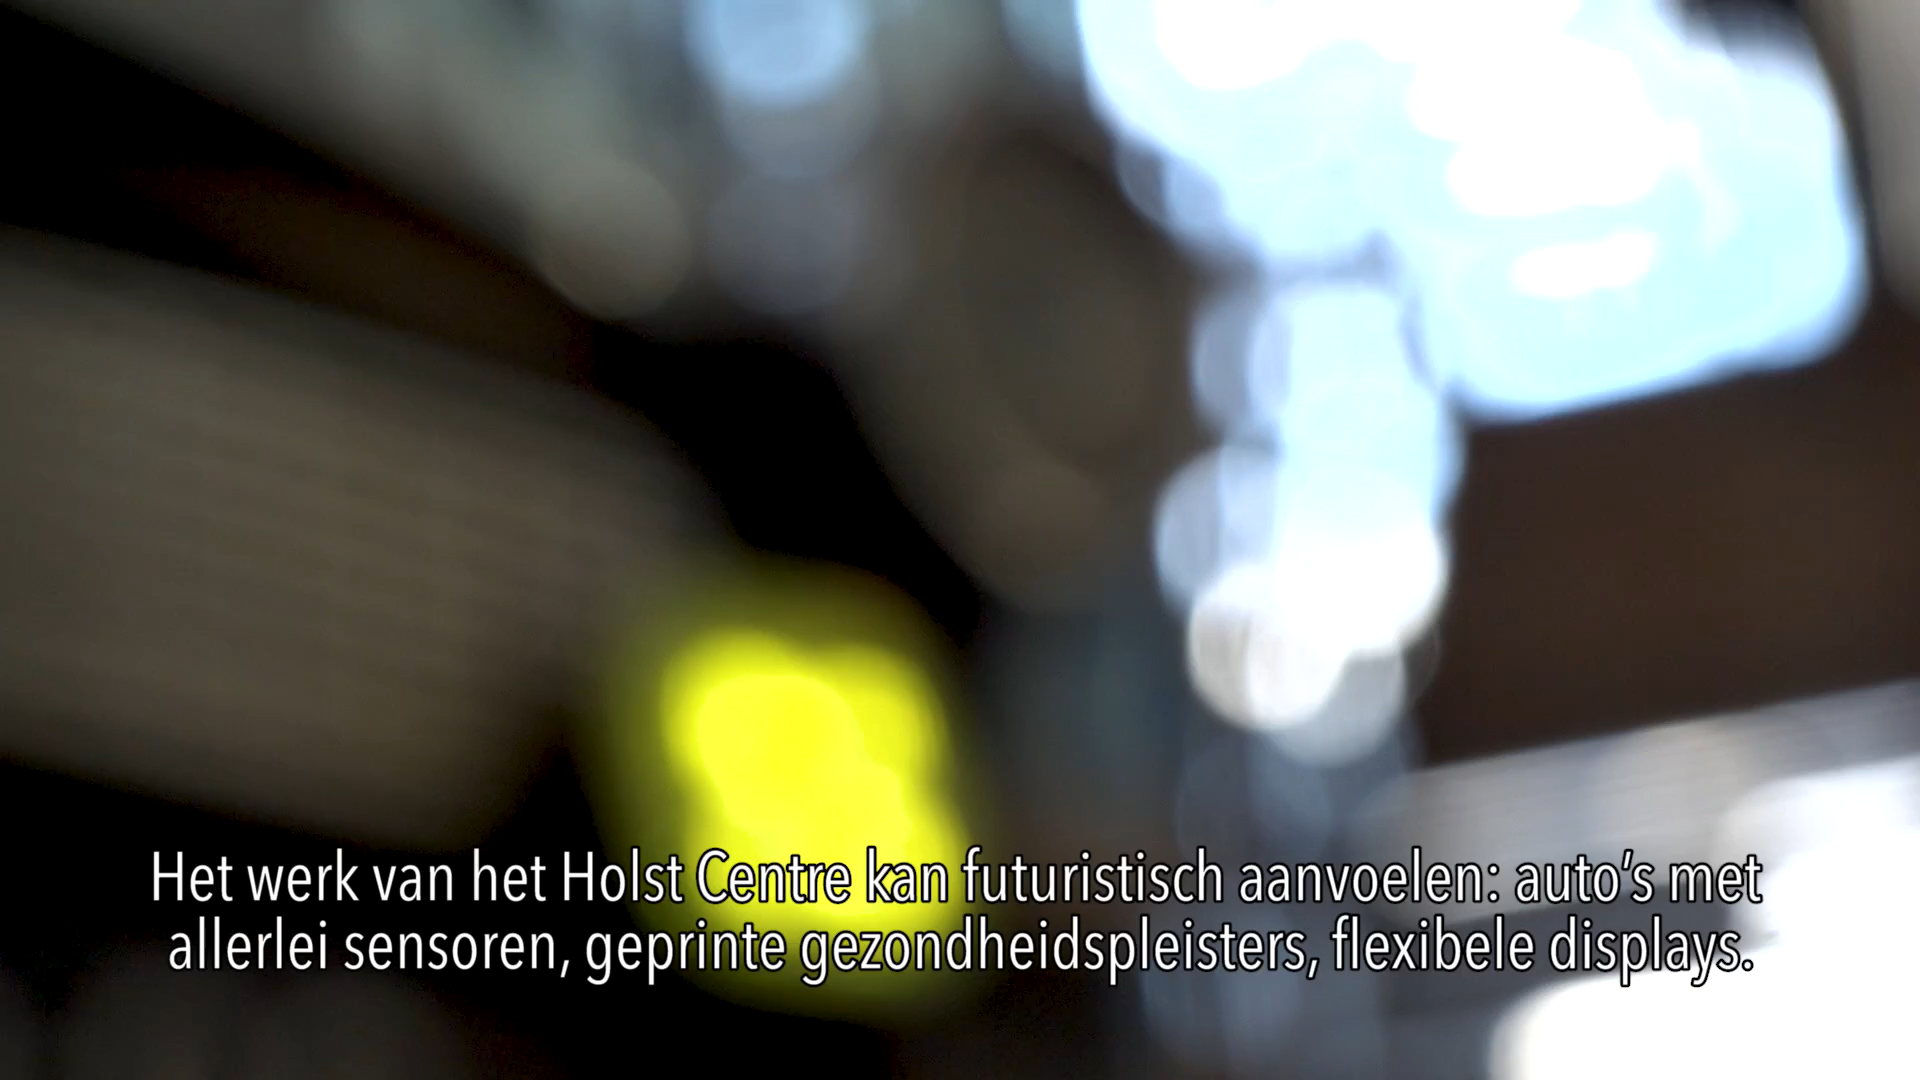 Het werk van het Holst Centre kan futuristisch aanvoelen: auto’s met
allerlei sensoren, geprinte gezondheidspleisters, flexibele displays.